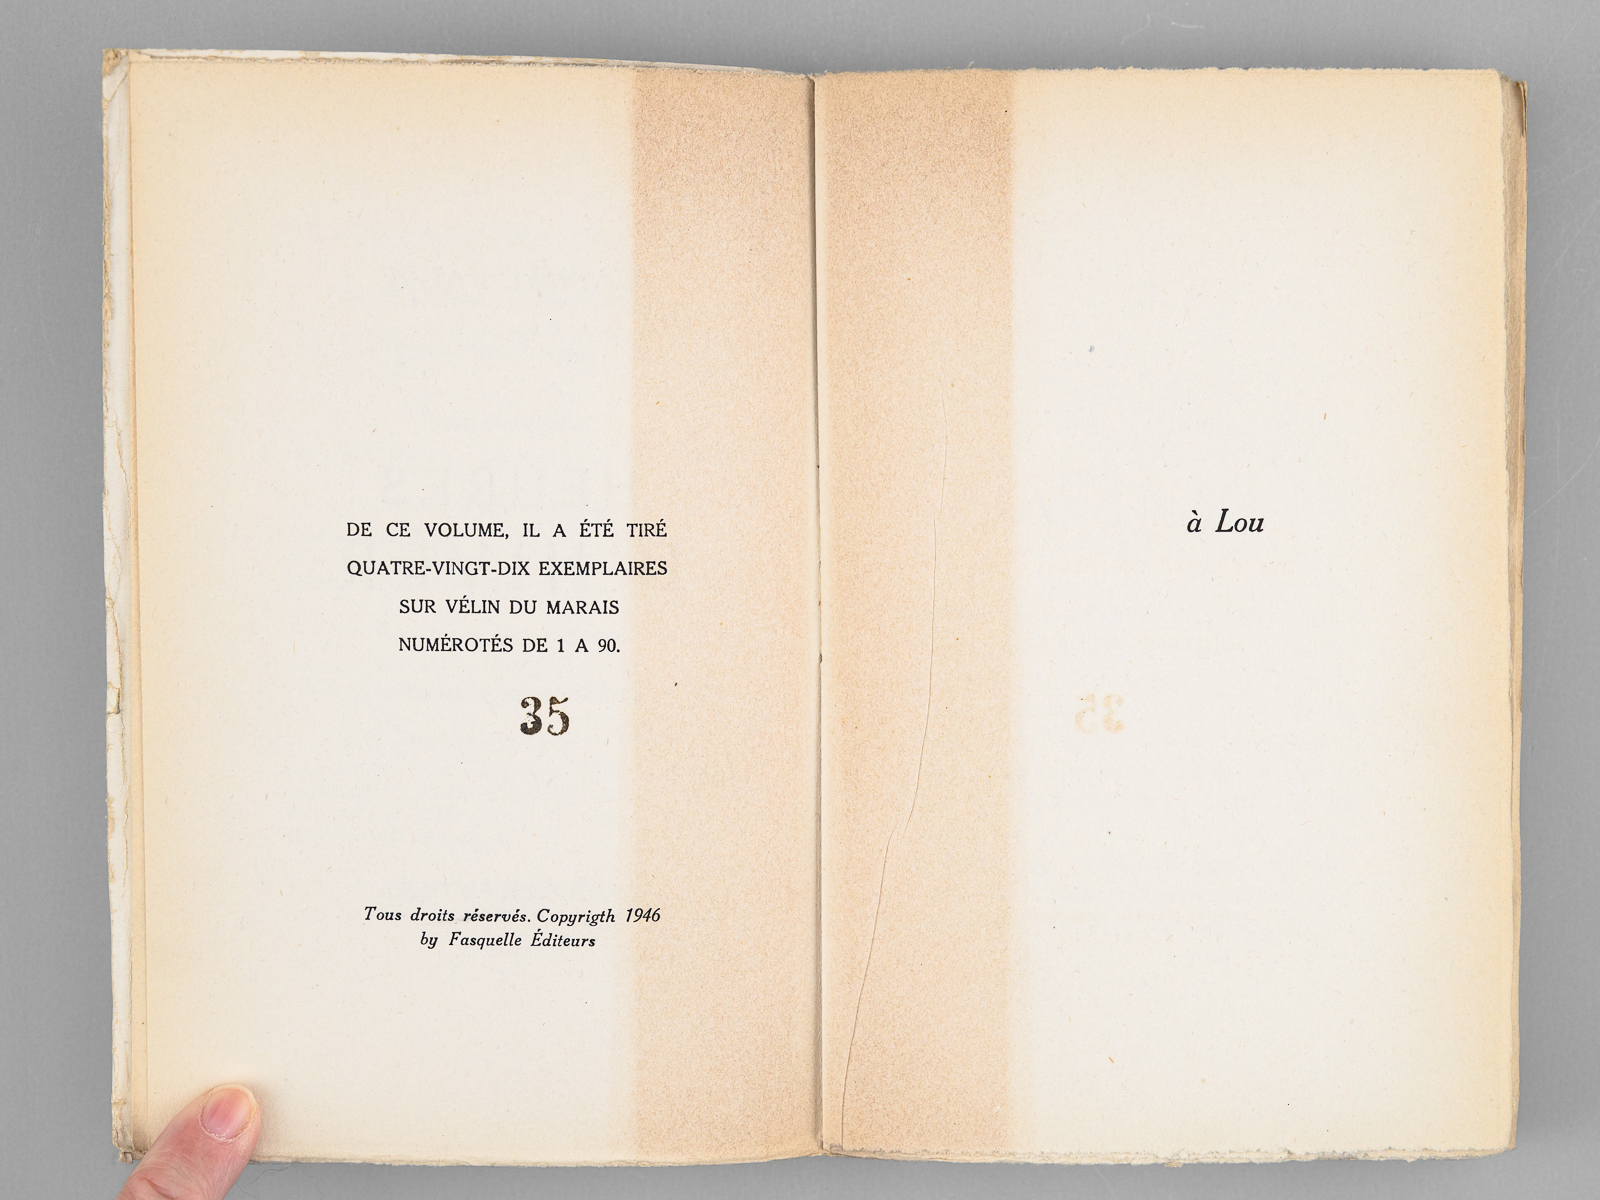 DE CE VOLUME, IL A ÉTÉ TIRÉ
QUATRE-VINGT-DIX EXEMPLAIRES
SUR VÉLIN DU MARAIS
NUMÉROTÉS DE 1 A 90.
35
Tous droits réservés. Copyrigth 1946
by Fasquelle Éditeurs
à Lou